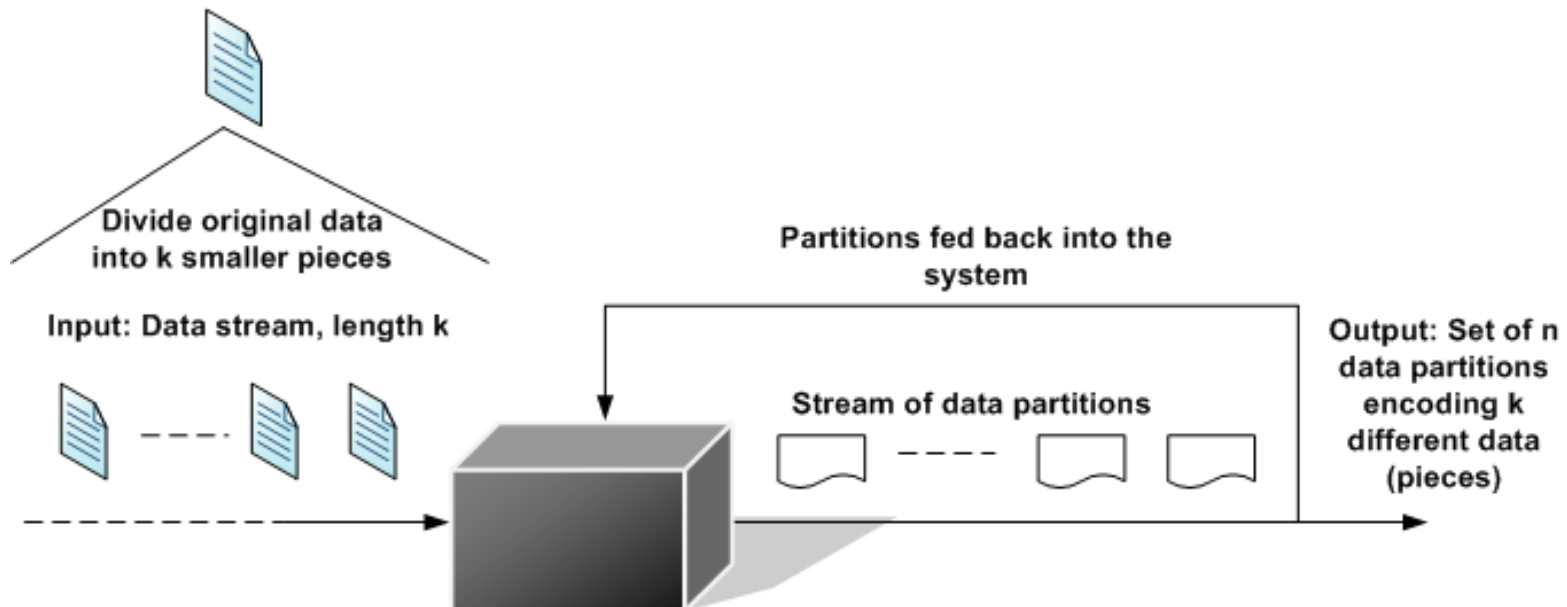 Divide original data
into k smaller pieces
Input: Data stream, length k
Partitions fed back into the
system
Stream of data partitions
Output: Set of n
data partitions
encoding k
different data
(pieces)